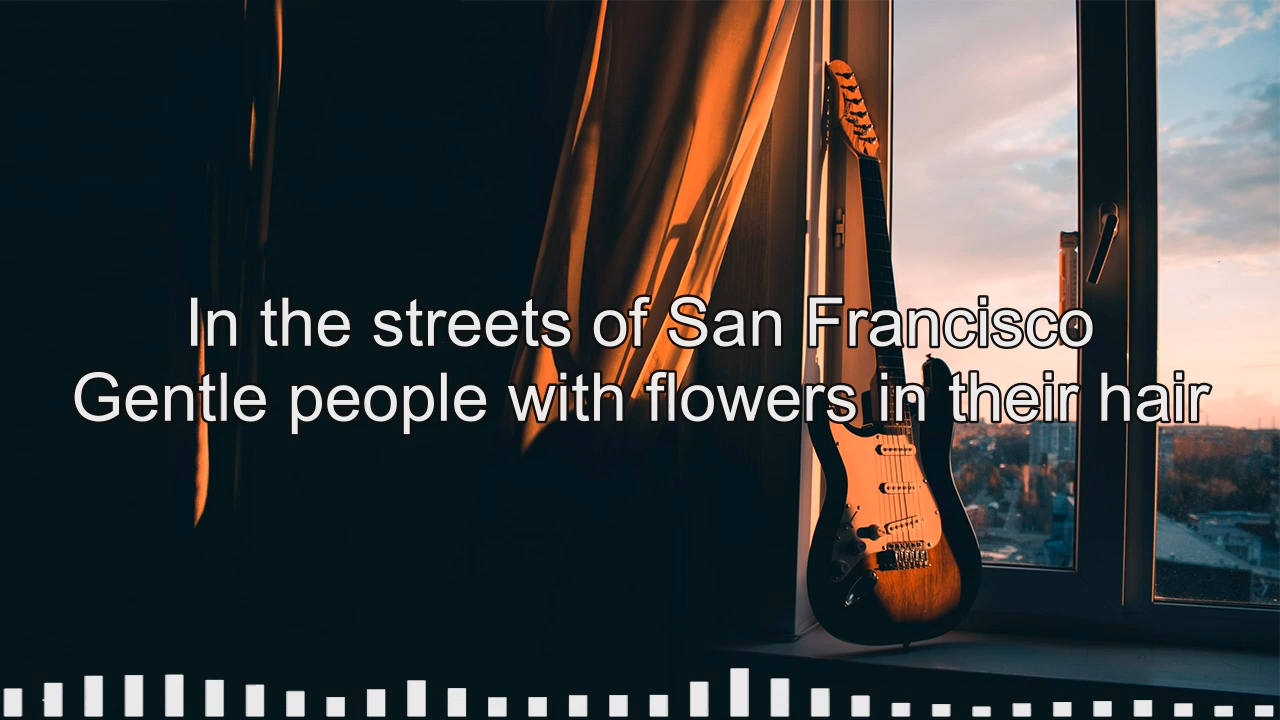 In the streets of San Francisco
Gentle people with flowers in their hair